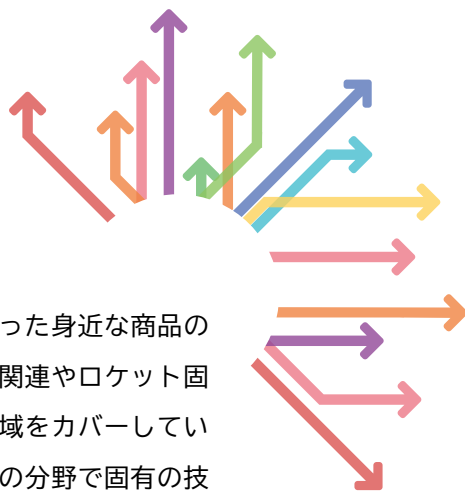 った身近な商品の
関連やロケット固
域をカバーしてい
の分野で固有の技